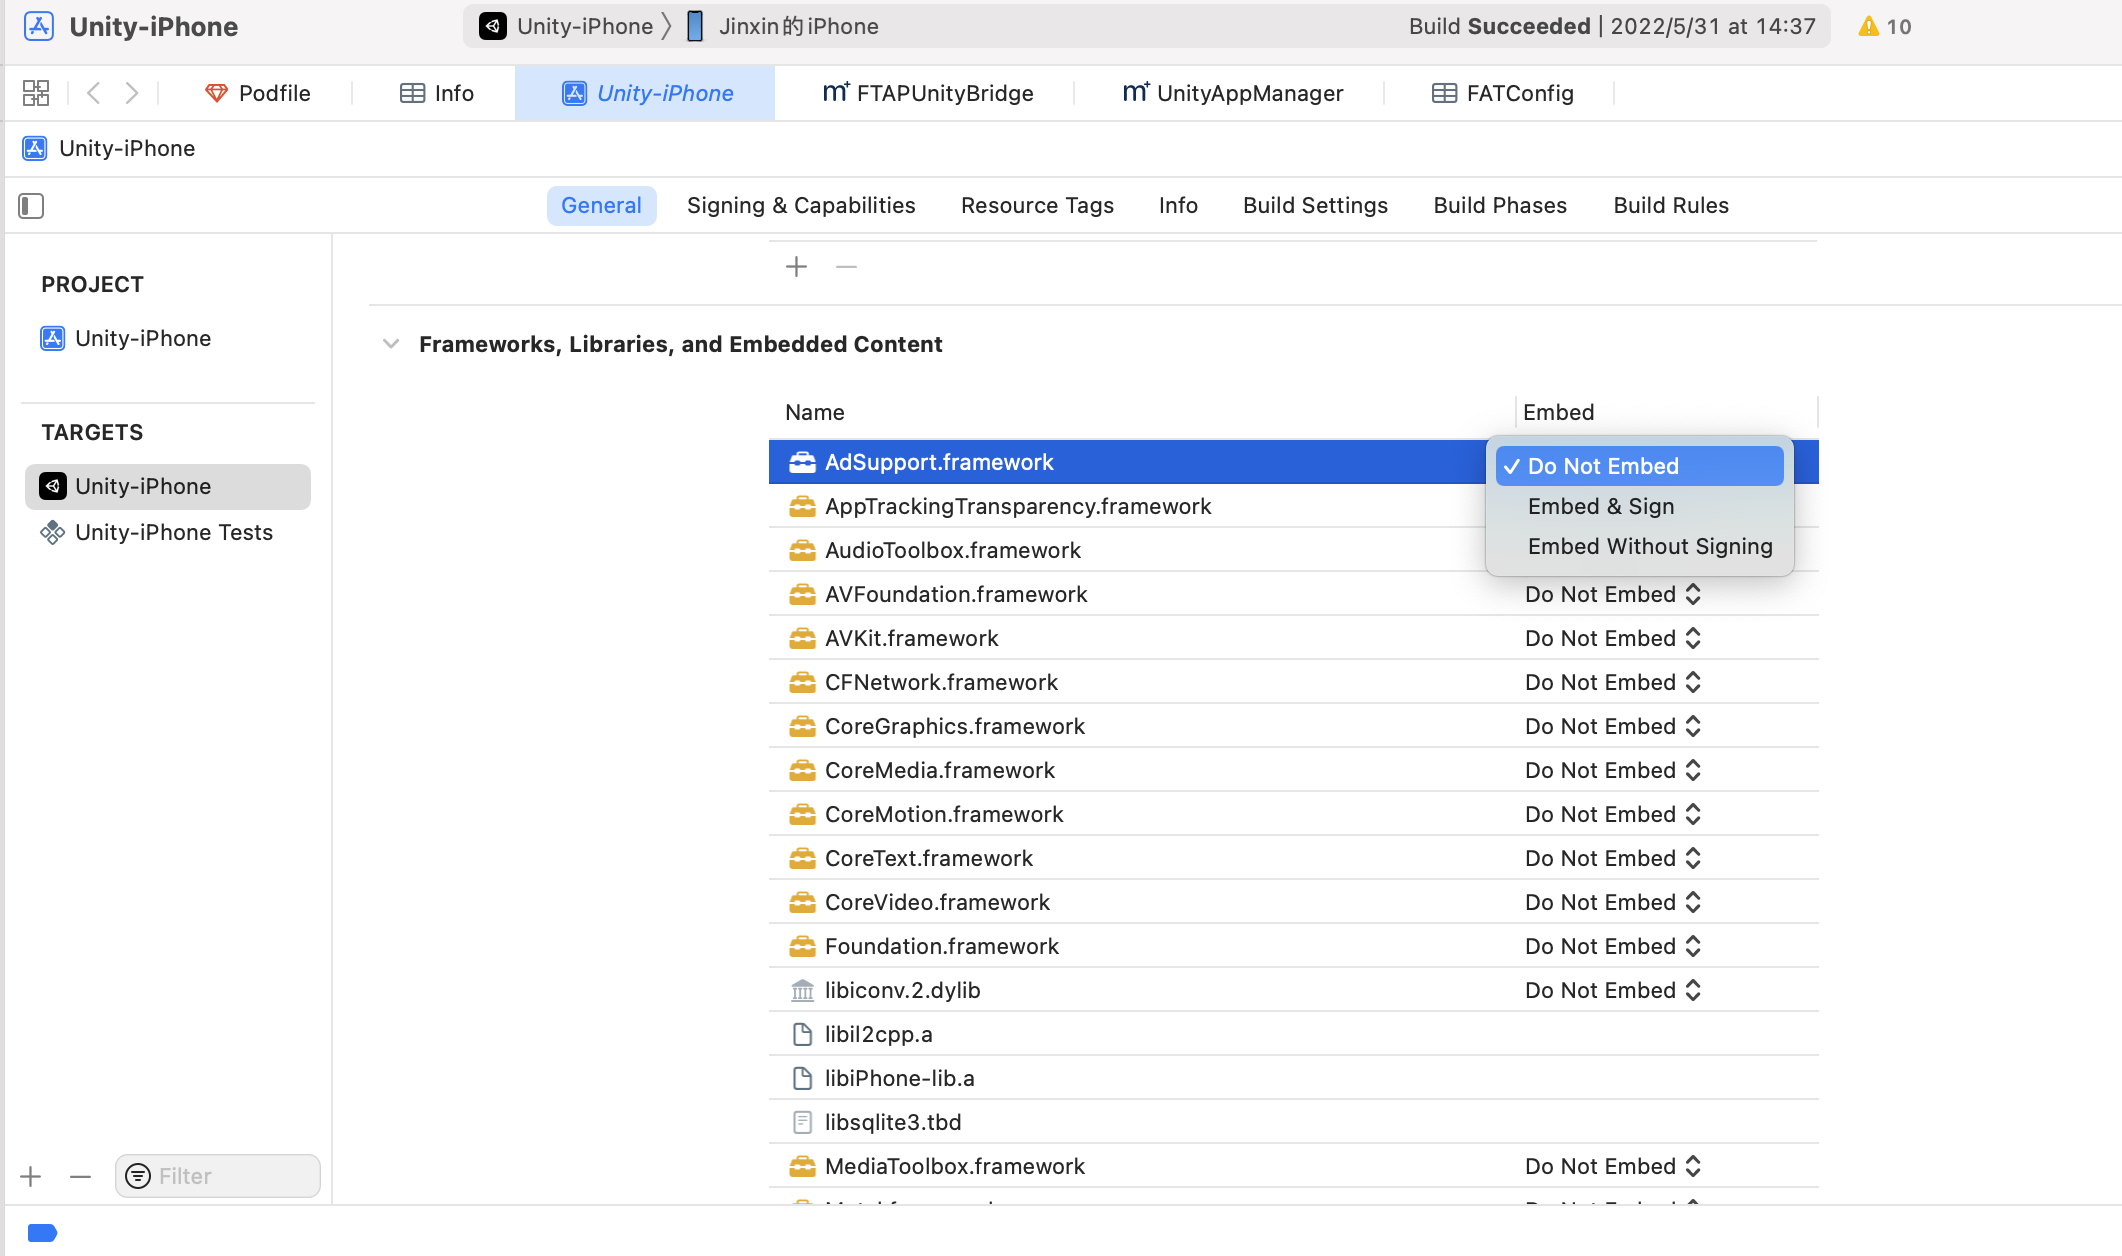 Unity-iPhone
Unity-iPhone
Jinxin的iPhone
Build Succeeded | 2022/5/31 at 14:37
10
Podfile
Info
Unity-iPhone
m+ FTAPUnityBridge
m+ UnityAppManager
FATConfig
Unity-iPhone
General
Signing & Capabilities
Resource Tags
Info
Build Settings
Build Phases
Build Rules
PROJECT
Unity-iPhone
TARGETS
Unity-iPhone
Unity-iPhone Tests
Filter
Frameworks, Libraries, and Embedded Content
Name
Embed
AdSupport.framework
Do Not Embed
Embed & Sign
Embed Without Signing
AppTrackingTransparency.framework
AudioToolbox.framework
AVFoundation.framework Do Not Embed
AVKit.framework Do Not Embed
CFNetwork.framework Do Not Embed
CoreGraphics.framework Do Not Embed
CoreMedia.framework Do Not Embed
CoreMotion.framework Do Not Embed
CoreText.framework Do Not Embed
CoreVideo.framework Do Not Embed
Foundation.framework Do Not Embed
libiconv.2.dylib Do Not Embed
libil2cpp.a
libiPhone-lib.a
libsqlite3.tbd
MediaToolbox.framework Do Not Embed